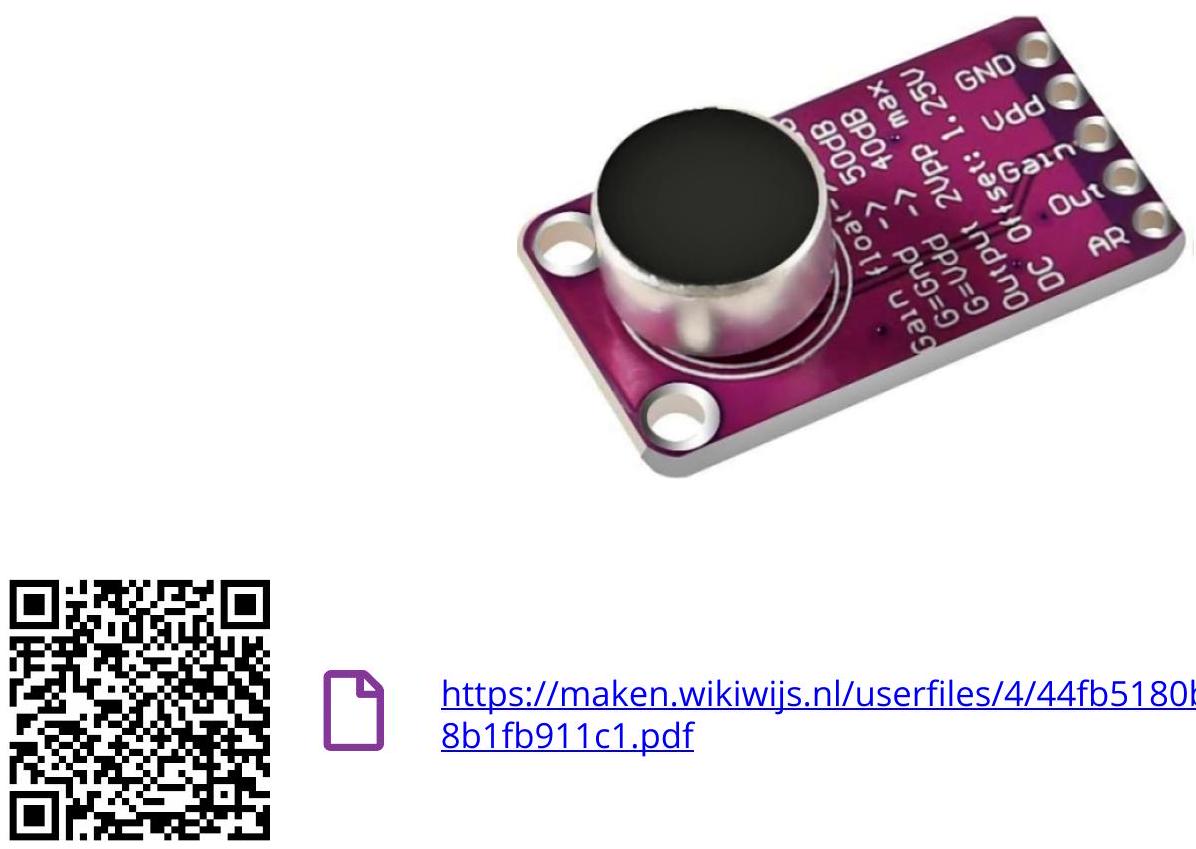 GND
Vdd
Gain
Out
AR
Gain float->
G=Gnd -> 50dB
G=Vdd -> 40dB
Output 2Vpp max
DC Offset: 1.25V
https://maken.wikiwijs.nl/userfiles/4/44fb5180
8b1fb911c1.pdf